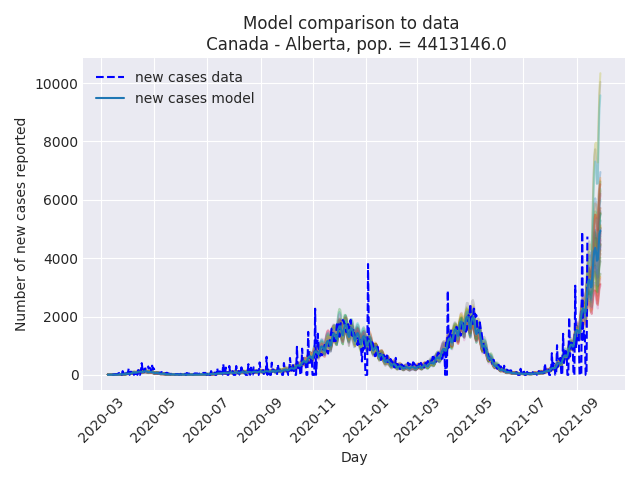 Model comparison to data
Canada - Alberta, pop. = 4413146.0
new cases data
new cases model
Number of new cases reported
10000
8000
6000
4000
2000
0
2020-03
2020-05
2020-07
2020-09
2020-11
2021-01
2021-03
2021-05
2021-07
2021-09
Day